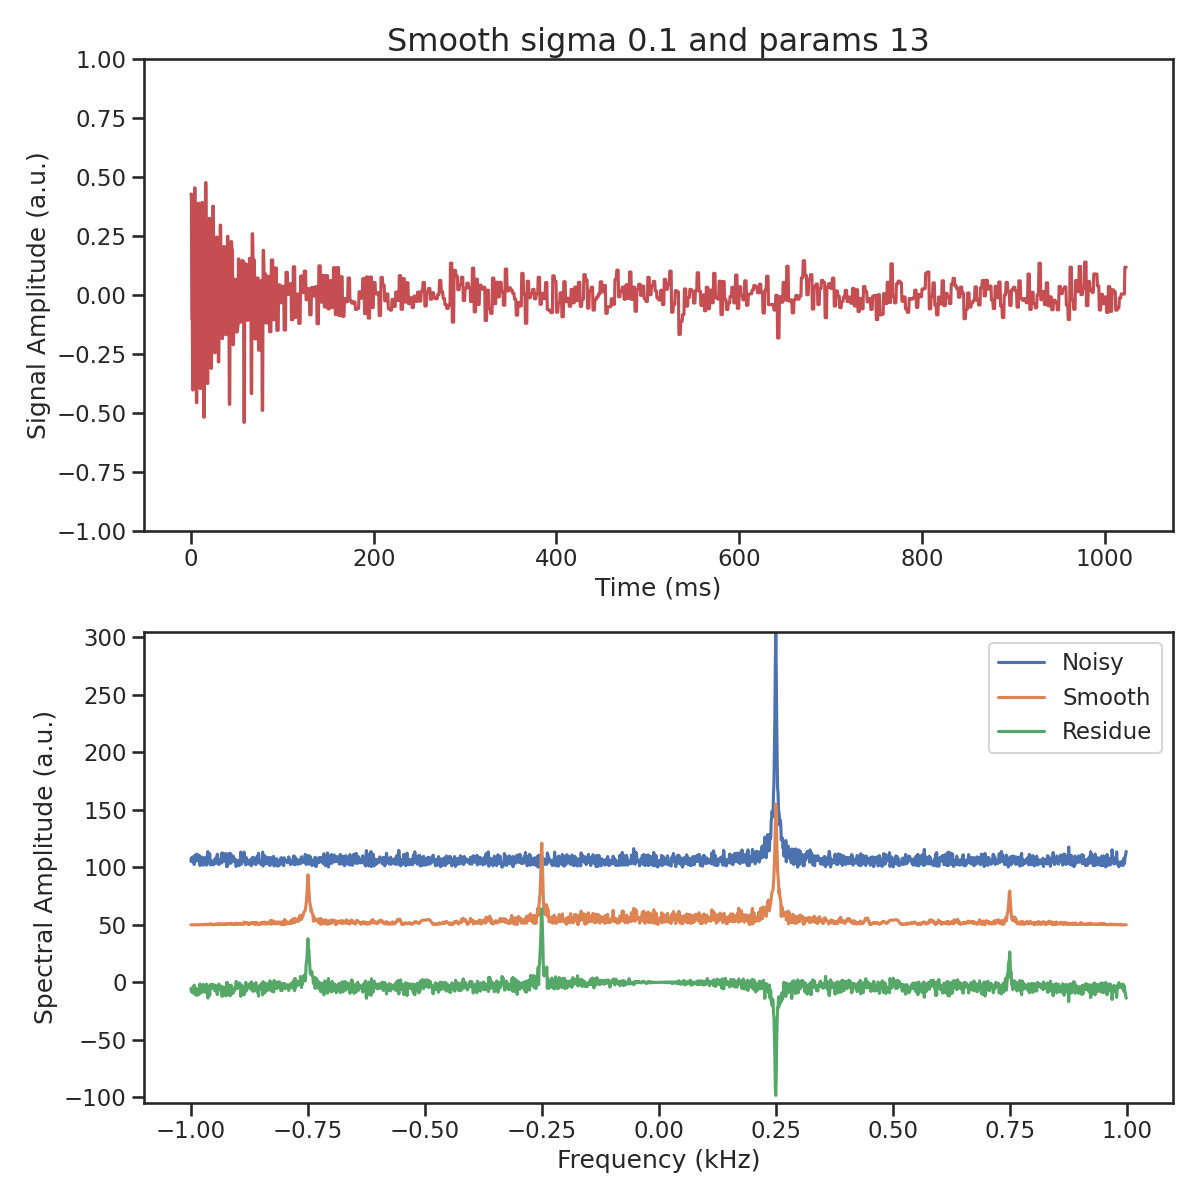 Smooth sigma 0.1 and params 13
1.00
0.75
0.50
0.25
0.00
−0.25
−0.50
−0.75
−1.00
Signal Amplitude (a.u.)
0 200 400 600 800 1000
Time (ms)
300
250
200
150
100
50
0
−50
−100
Spectral Amplitude (a.u.)
Noisy
Smooth
Residue
−1.00 −0.75 −0.50 −0.25 0.00 0.25 0.50 0.75 1.00
Frequency (kHz)